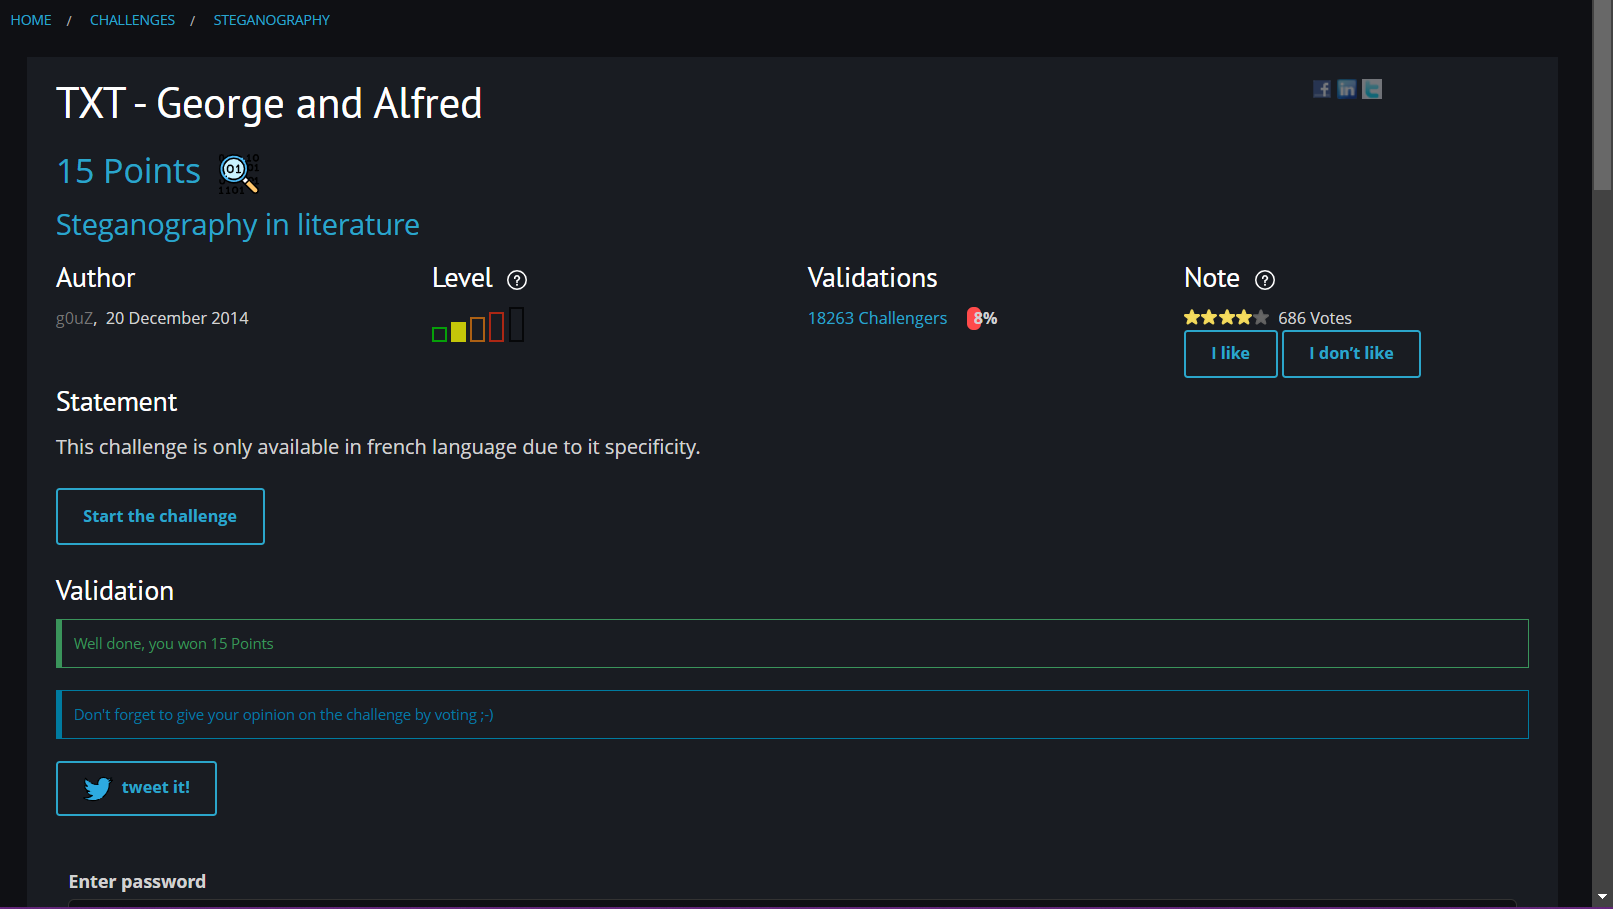 HOME / CHALLENGES / STEGANOGRAPHY
TXT - George and Alfred
15 Points
Steganography in literature
Author
g0uZ, 20 December 2014
Level ?
Validations
18263 Challengers 8%
Note ?
686 Votes
I like
I don't like
Statement
This challenge is only available in french language due to it specificity.
Start the challenge
Validation
Well done, you won 15 Points
Don't forget to give your opinion on the challenge by voting ;-)
tweet it!
Enter password